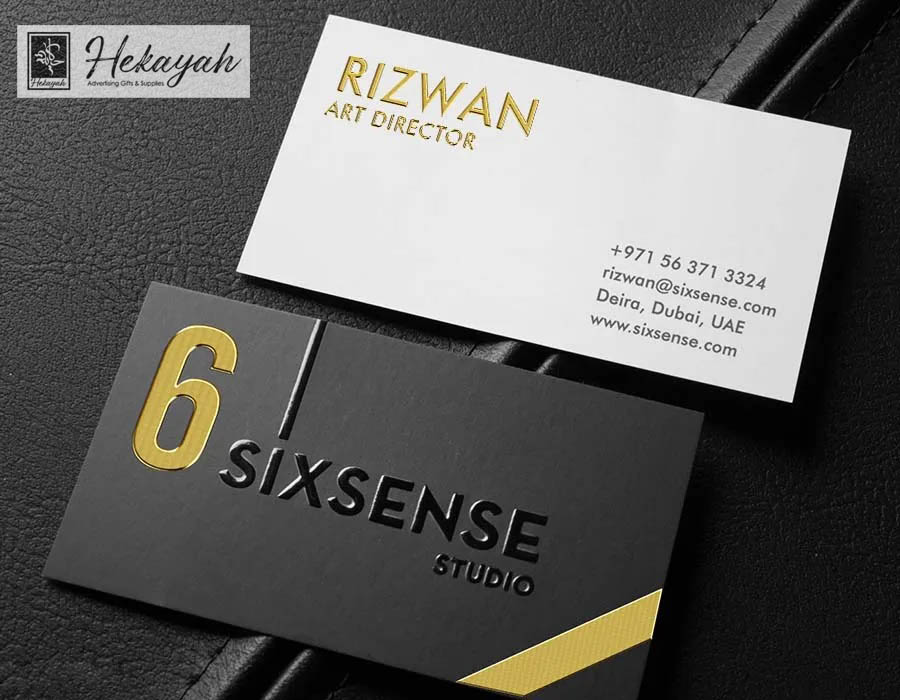 Hekayah
Hekayah
Advertising Gifts & Supplies
RIZWAN
ART DIRECTOR
+971 56 371 3324
rizwan@sixsense.com
Deira, Dubai, UAE
www.sixsense.com
6
SIXSENSE
STUDIO